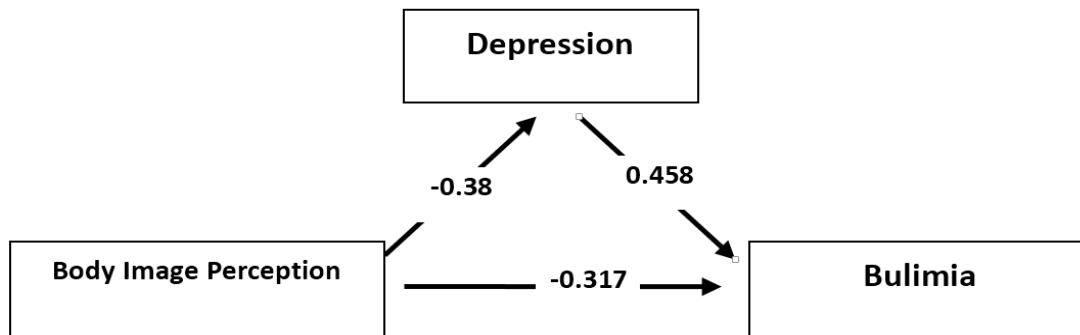 Depression
-0.38
0.458
Body Image Perception
-0.317
Bulimia